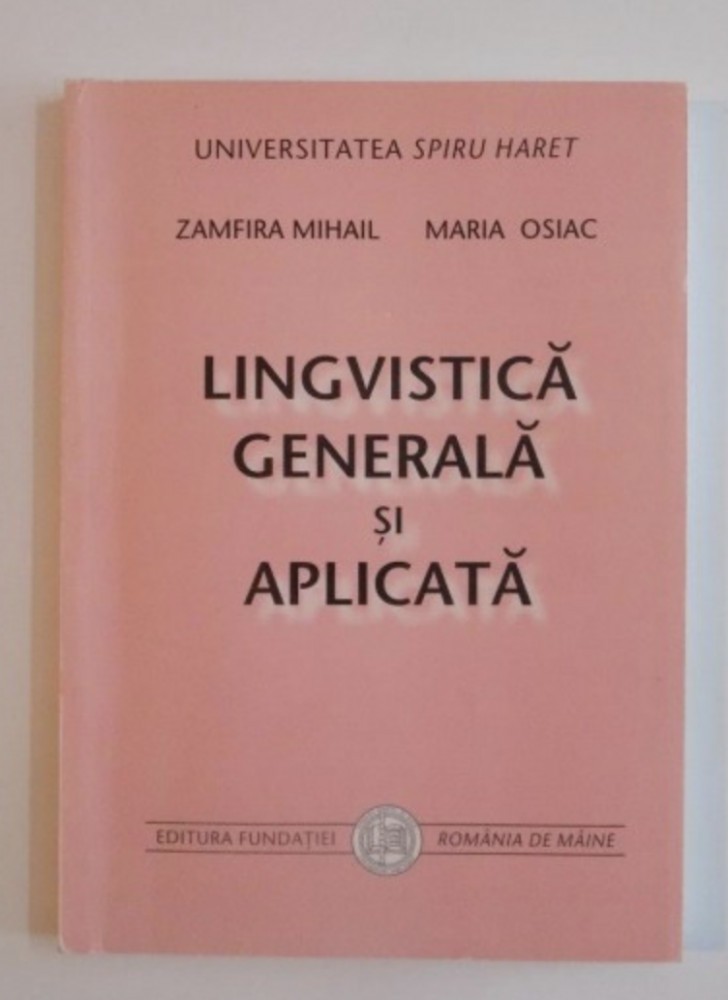 UNIVERSITATEA SPIRU HARET
ZAMFIRA MIHAIL MARIA OSIAC
LINGVISTICĂ
GENERALĂ
ȘI
APLICATĂ
EDITURA FUNDAȚIEI ROMÂNIA DE MÂINE